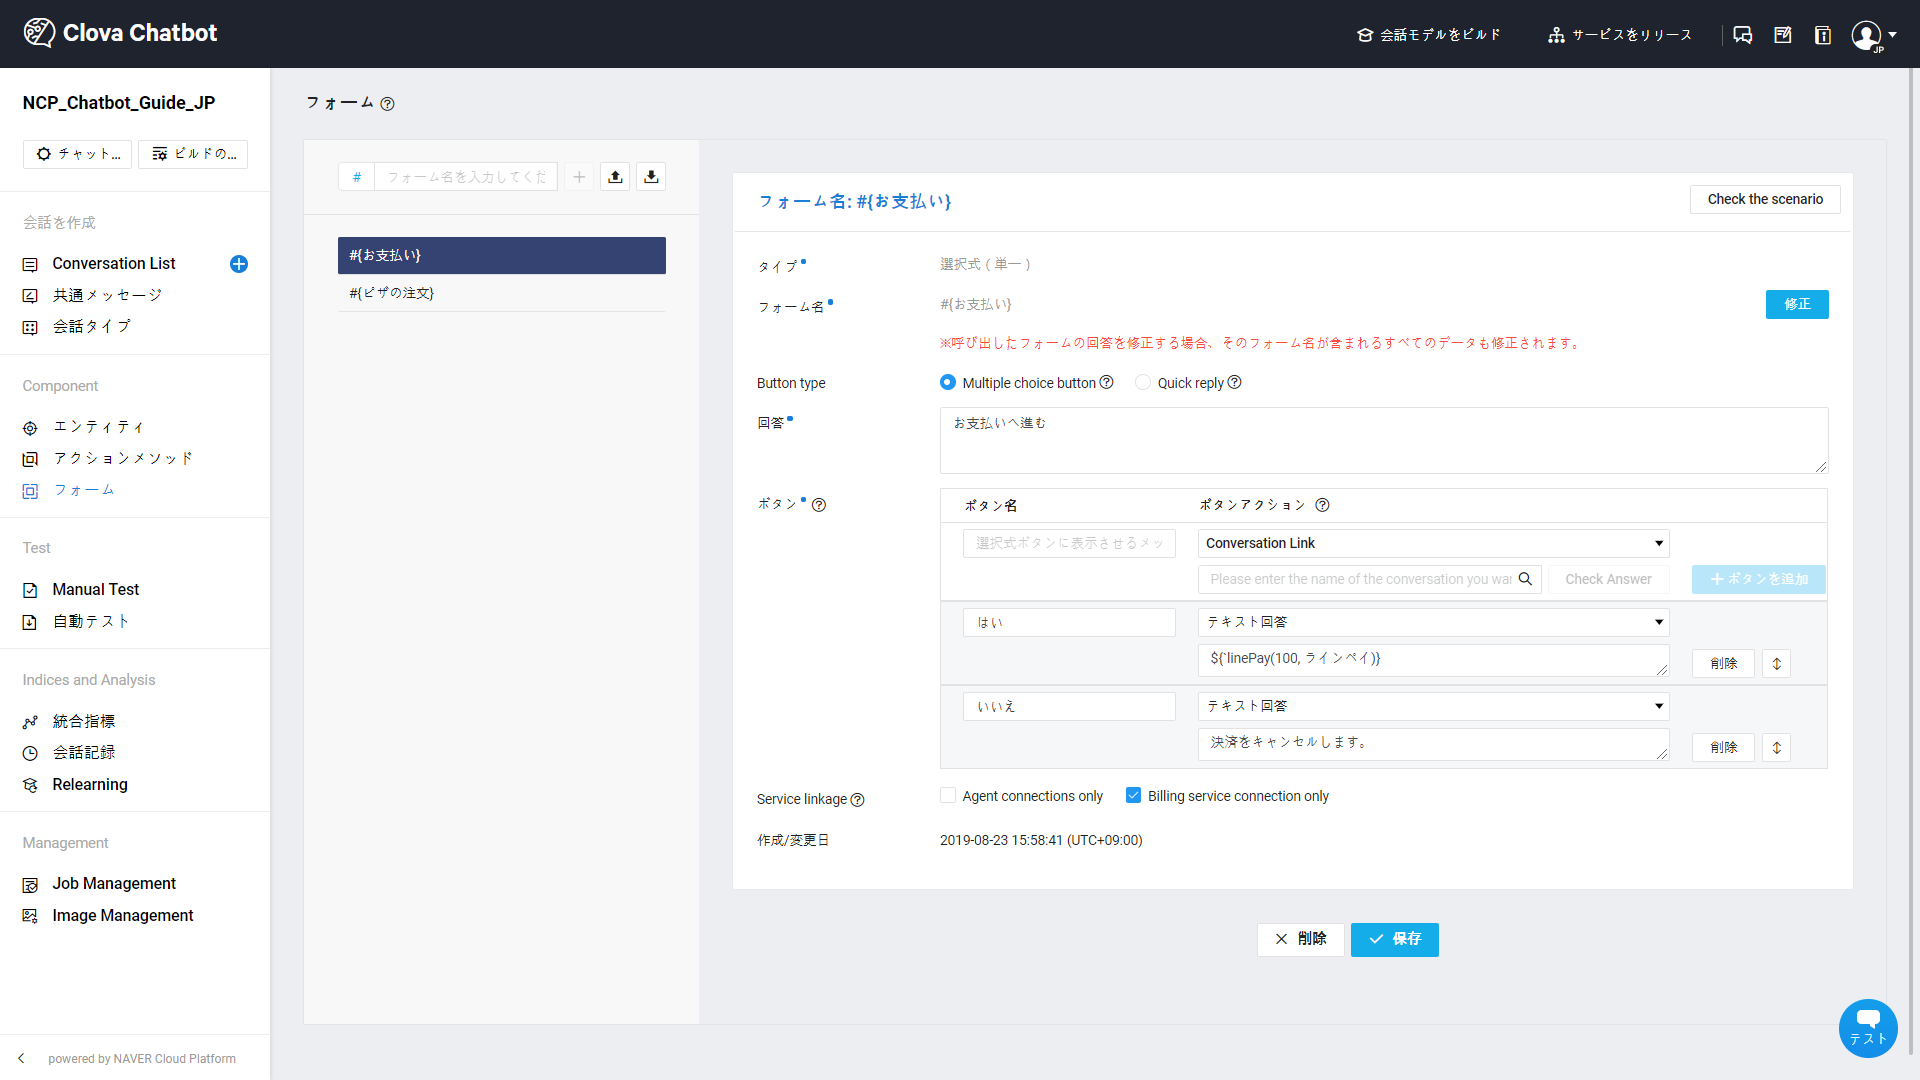 Clova Chatbot
会話モデルをビルド
サービスをリリース
JP
NCP_Chatbot_Guide_JP
チャット...
ビルドの...
会話を作成
Conversation List
共通メッセージ
会話タイプ
Component
エンティティ
アクションメソッド
フォーム
Test
Manual Test
自動テスト
Indices and Analysis
統合指標
会話記録
Relearning
Management
Job Management
Image Management
powered by NAVER Cloud Platform
フォーム
# フォーム名を入力してくだ
#{お支払い}
#{ピザの注文}
フォーム名: #{お支払い}
Check the scenario
タイプ 選択式 ( 単一 )
フォーム名 #{お支払い} 修正
※呼び出したフォームの回答を修正する場合、そのフォーム名が含まれるすべてのデータも修正されます。
Button type Multiple choice button Quick reply
回答 お支払いへ進む
ボタン ボタン名 ボタンアクション
選択式ボタンに表示させるメッ Conversation Link
Please enter the name of the conversation you war Check Answer +ボタンを追加
はい テキスト回答
${`linePay(100, ラインペイ)} 削除
いいえ テキスト回答
決済をキャンセルします。 削除
Service linkage Agent connections only Billing service connection only
作成/変更日 2019-08-23 15:58:41 (UTC+09:00)
削除 保存
テスト